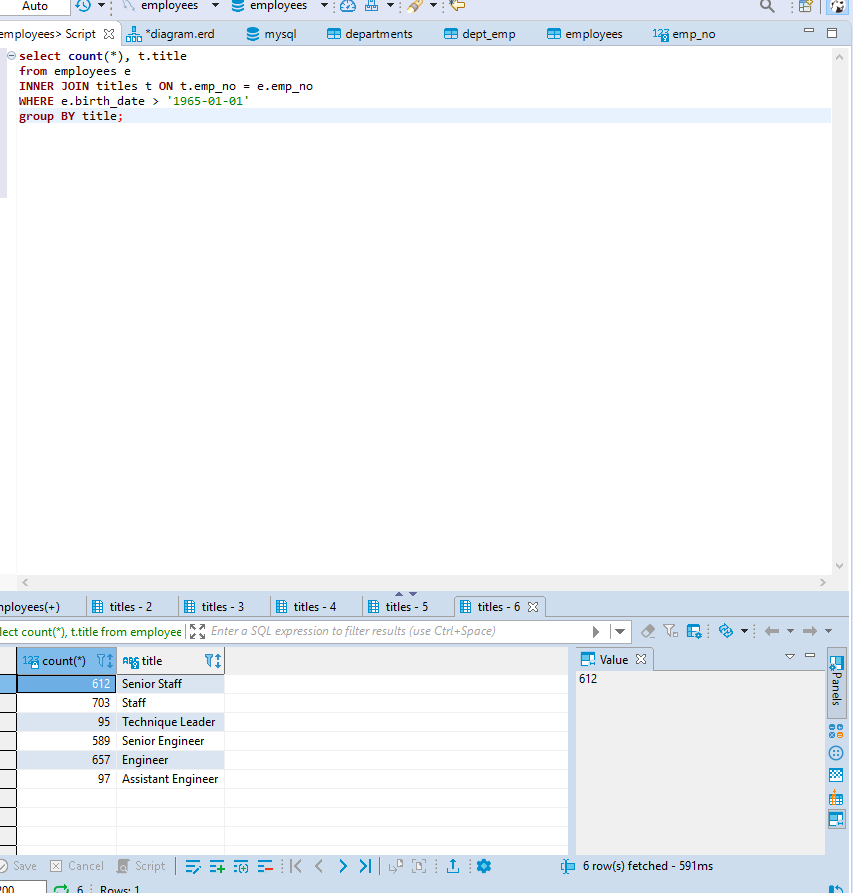 Auto employees employees
employees> Script *diagram.erd mysql departments dept_emp employees 123 emp_no
select count(*), t.title
from employees e
INNER JOIN titles t ON t.emp_no = e.emp_no
WHERE e.birth_date > '1965-01-01'
group BY title;
mployees(+) titles - 2 titles - 3 titles - 4 titles - 5 titles - 6
lect count(*), t.title from employee Enter a SQL expression to filter results (use Ctrl+Space)
123 count(*) ABC title Value
612 Senior Staff 612
703 Staff
95 Technique Leader
589 Senior Engineer
657 Engineer
97 Assistant Engineer
Panels
Save Cancel Script 6 row(s) fetched - 591ms
200 6 Rows: 1